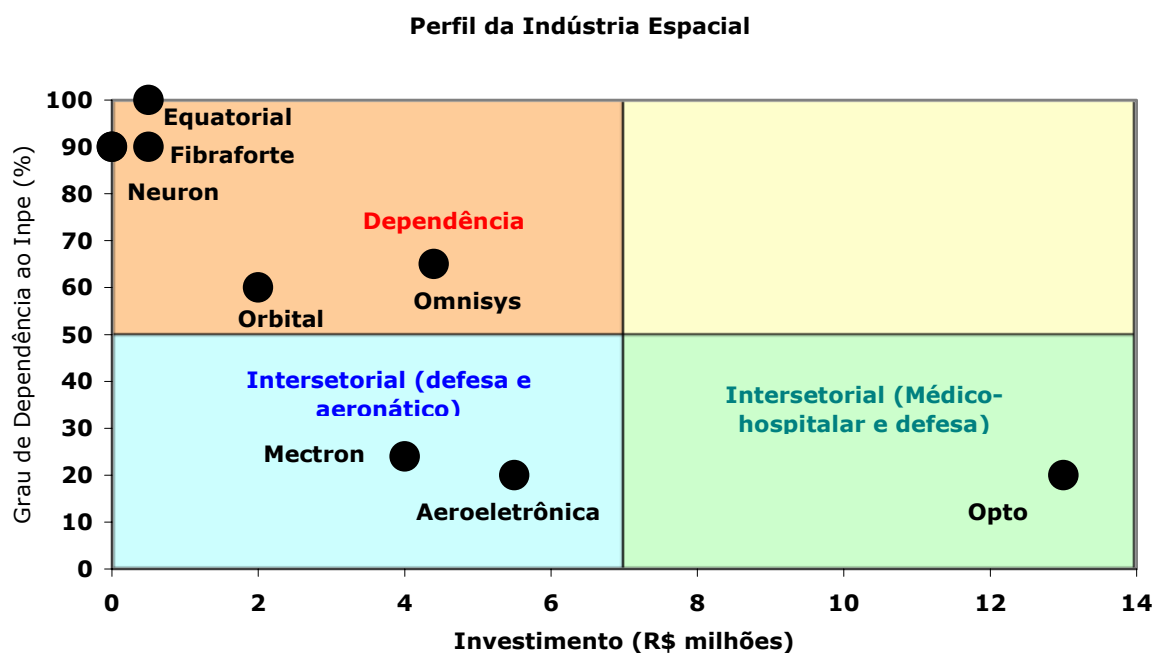 Perfil da Indústria Espacial
Grau de Dependência ao Inpe (%)
100
90
80
70
60
50
40
30
20
10
0
Equatorial
Fibraforte
Neuron
Dependência
Omnisys
Orbital
Intersetorial (defesa e
aeronático)
Mectron
Aeroeletrônica
Intersetorial (Médico-
hospitalar e defesa)
Opto
0 2 4 6 8 10 12 14
Investimento (R$ milhões)